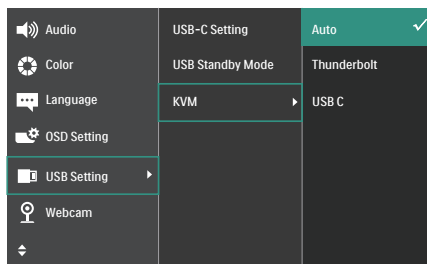 Audio
Color
Language
OSD Setting
USB Setting
Webcam
USB-C Setting
USB Standby Mode
KVM
Auto
Thunderbolt
USB C